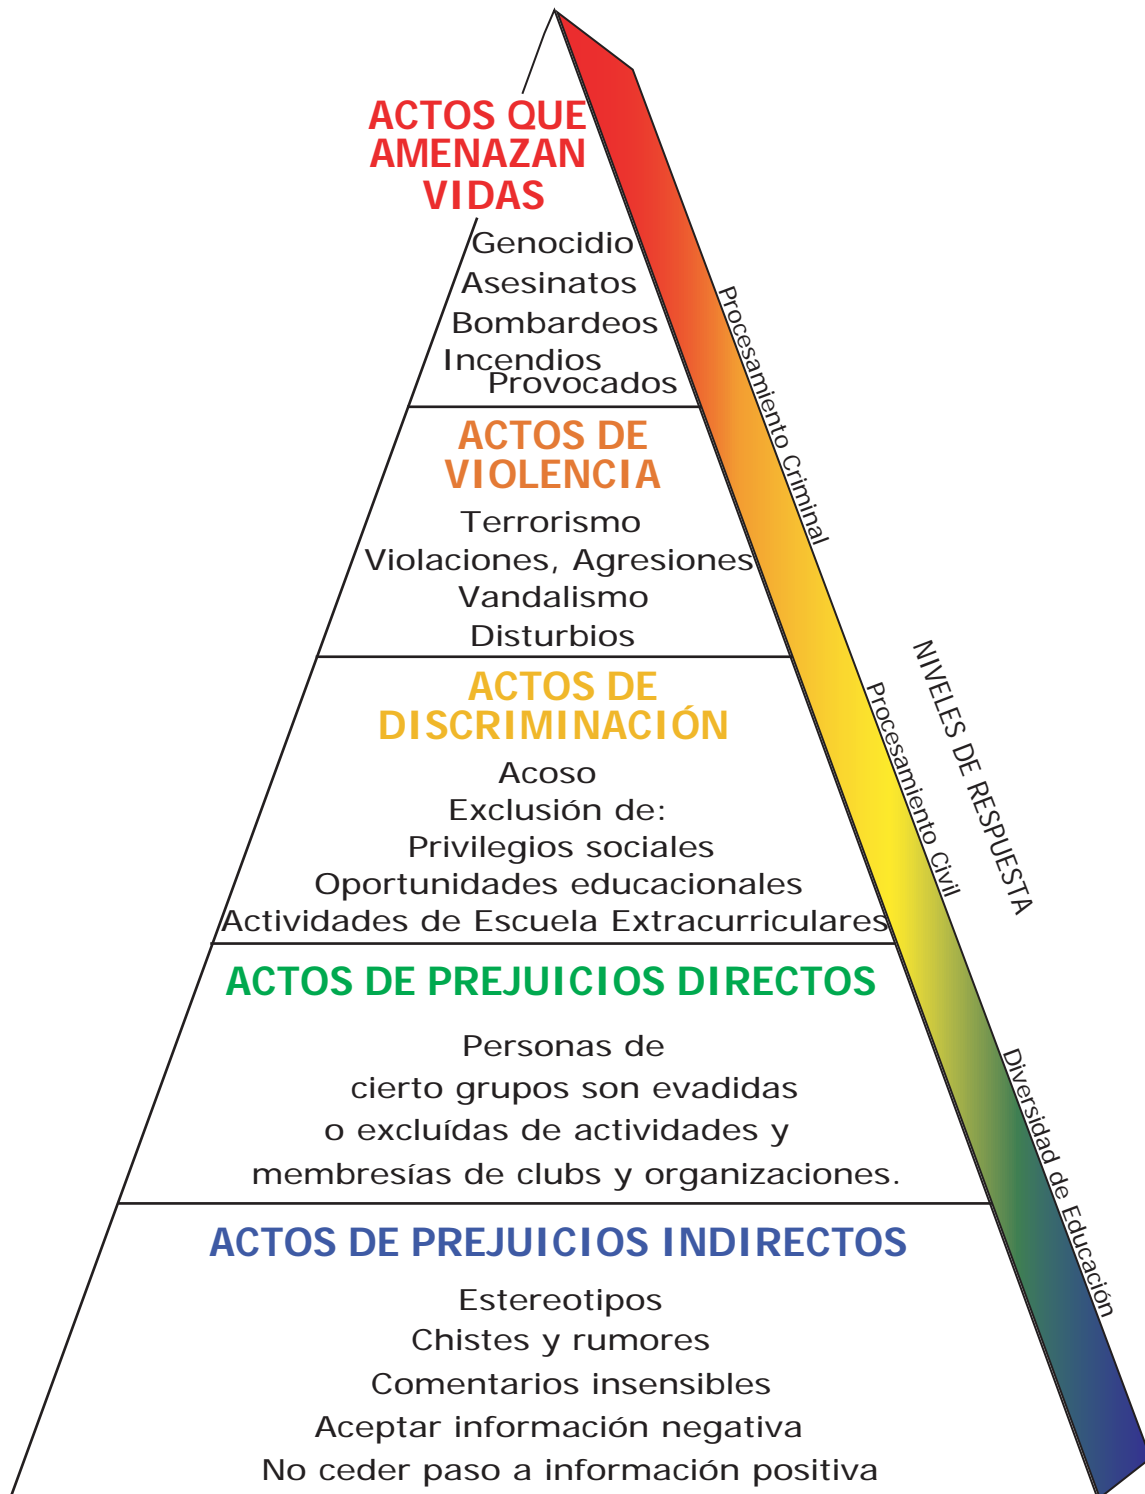 ACTOS QUE
AMENAZAN
VIDAS
Genocidio
Asesinatos
Bombardeos
Incendios
Provocados
ACTOS DE
VIOLENCIA
Terrorismo
Violaciones, Agresiones
Vandalismo
Disturbios
ACTOS DE
DISCRIMINACIÓN
Acoso
Exclusión de:
Privilegios sociales
Oportunidades educacionales
Actividades de Escuela Extracurriculares
ACTOS DE PREJUICIOS DIRECTOS
Personas de
cierto grupos son evadidas
o excluídas de actividades y
membresías de clubs y organizaciones.
ACTOS DE PREJUICIOS INDIRECTOS
Estereotipos
Chistes y rumores
Comentarios insensibles
Aceptar información negativa
No ceder paso a información positiva
Procesamiento Criminal
Procesamiento Civil
Diversidad de Educación
NIVELES DE RESPUESTA